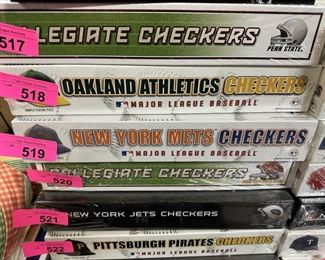 517
COLLEGIATE CHECKERS
PENN STATE
518
OAKLAND ATHLETICS CHECKERS
MAJOR LEAGUE BASEBALL
519
NEW YORK METS CHECKERS
MAJOR LEAGUE BASEBALL
520
COLLEGIATE CHECKERS
521
NEW YORK JETS CHECKERS
522
PITTSBURGH PIRATES CHECKERS
MAJOR LEAGUE BASEBALL
P
T